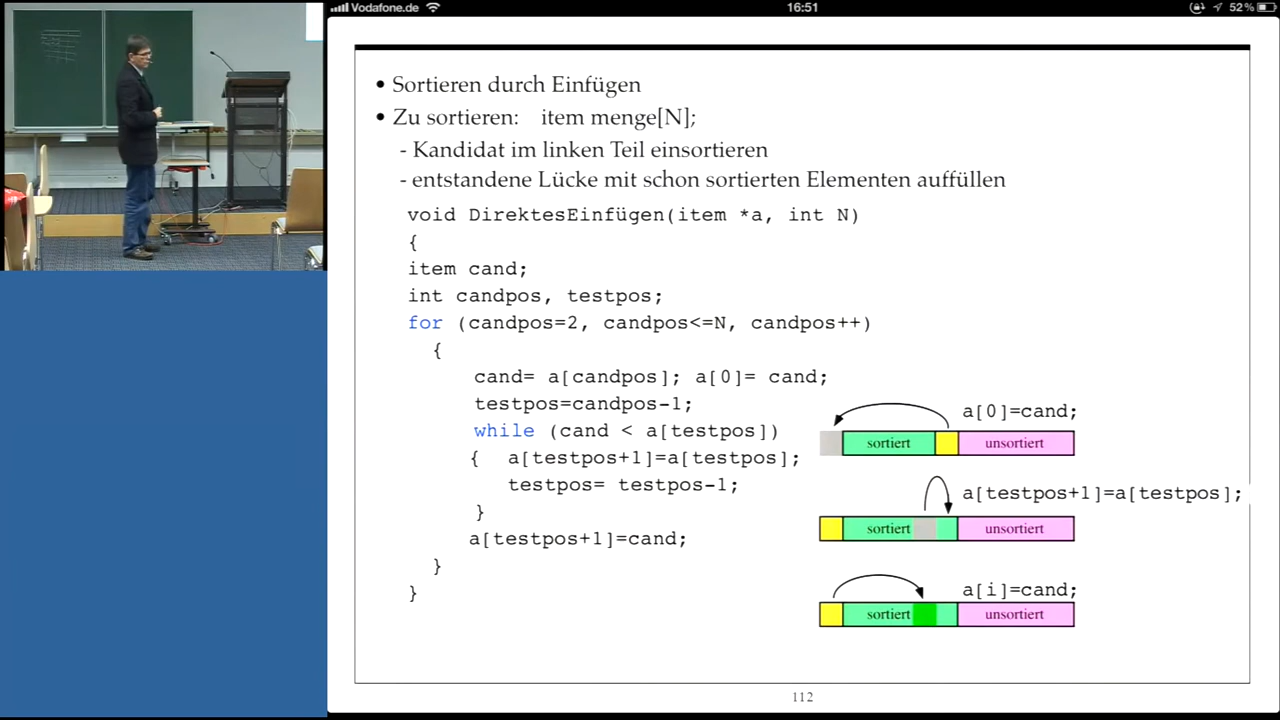 Vodafone.de
16:51
52%
• Sortieren durch Einfügen
• Zu sortieren: item menge[N];
- Kandidat im linken Teil einsortieren
- entstandene Lücke mit schon sortierten Elementen auffüllen
void DirektesEinfügen(item *a, int N)
{
item cand;
int candpos, testpos;
for (candpos=2, candpos<=N, candpos++)
{
cand= a[candpos]; a[0]= cand;
testpos=candpos-1;
while (cand < a[testpos])
{ a[testpos+1]=a[testpos];
testpos= testpos-1;
}
a[testpos+1]=cand;
}
}
a[0]=cand;
sortiert unsortiert
a[testpos+1]=a[testpos];
sortiert unsortiert
a[i]=cand;
sortiert unsortiert
112